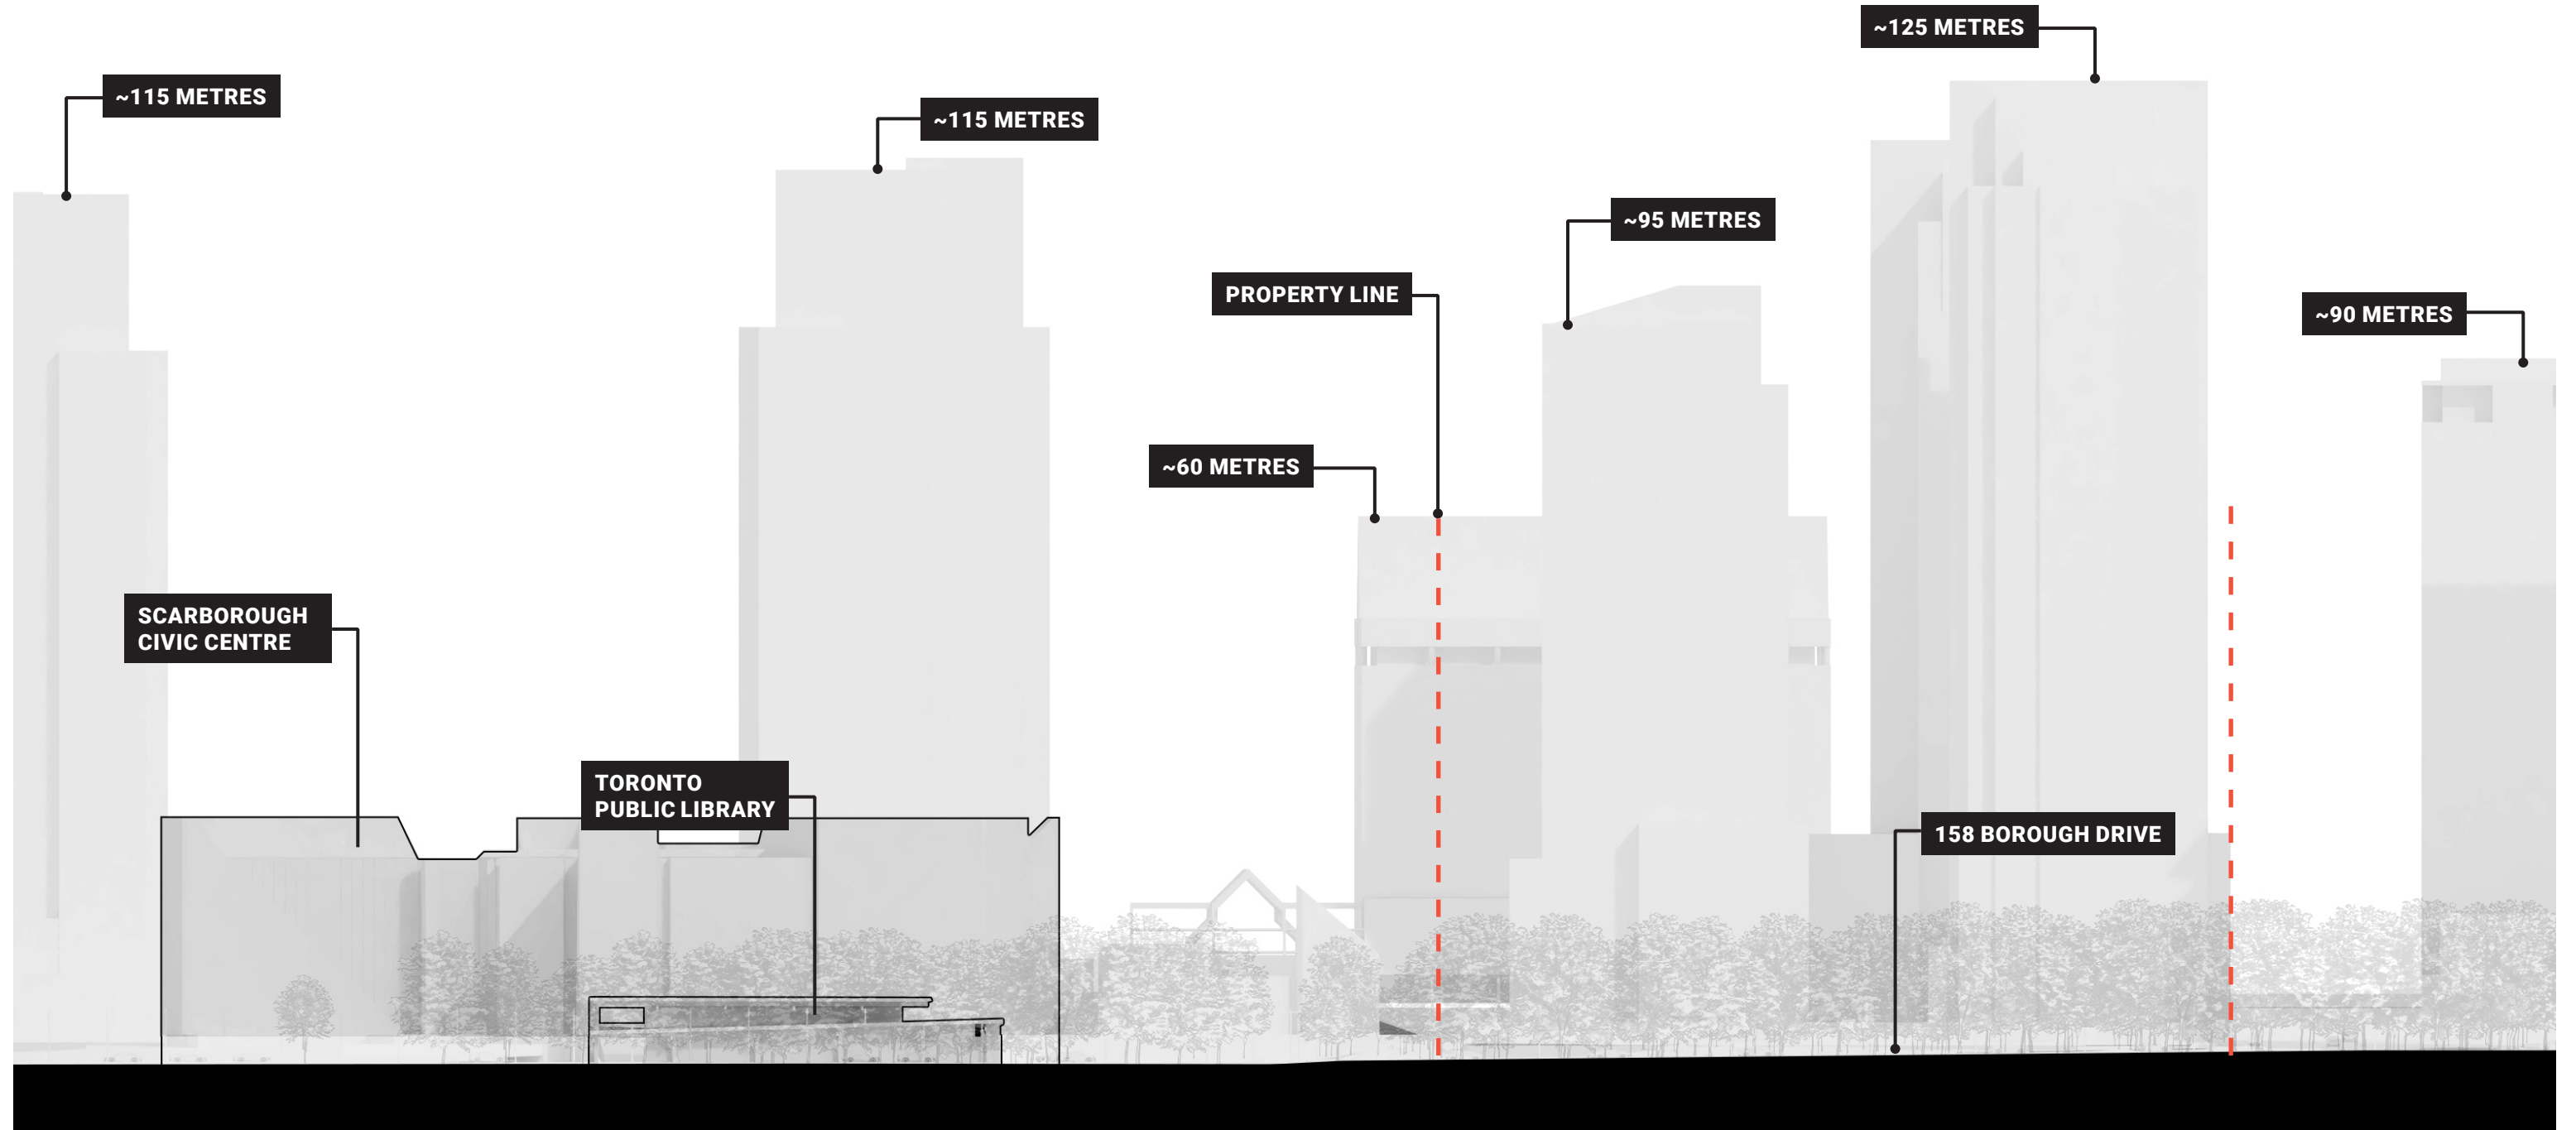 ~125 METRES
~115 METRES
~115 METRES
~95 METRES
PROPERTY LINE
~90 METRES
~60 METRES
SCARBOROUGH
CIVIC CENTRE
TORONTO
PUBLIC LIBRARY
158 BOROUGH DRIVE